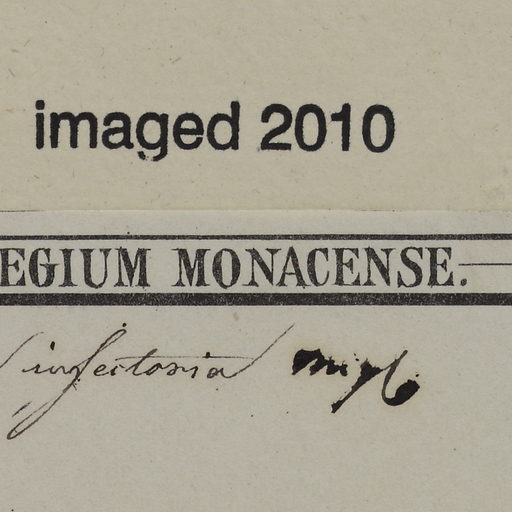 imaged 2010
EGIUM MONACENSE.
infectoria